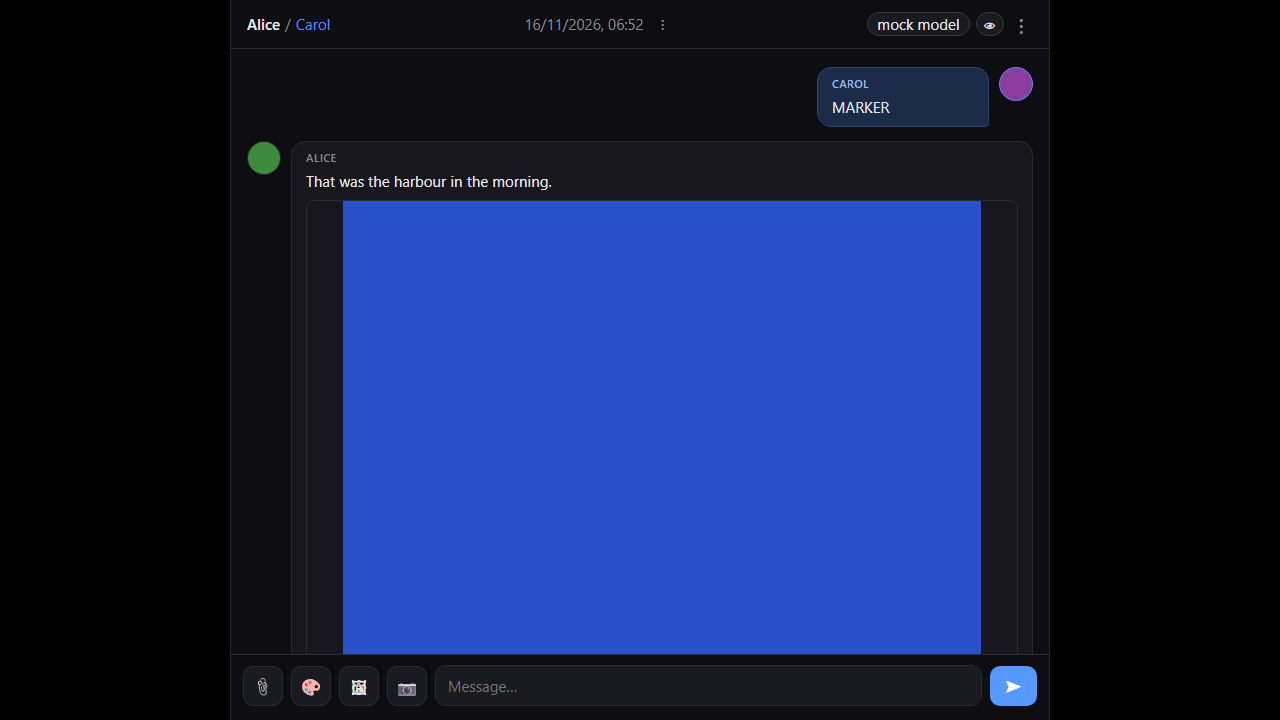 Alice / Carol
16/11/2026, 06:52
mock model
CAROL
MARKER
ALICE
That was the harbour in the morning.
Message...